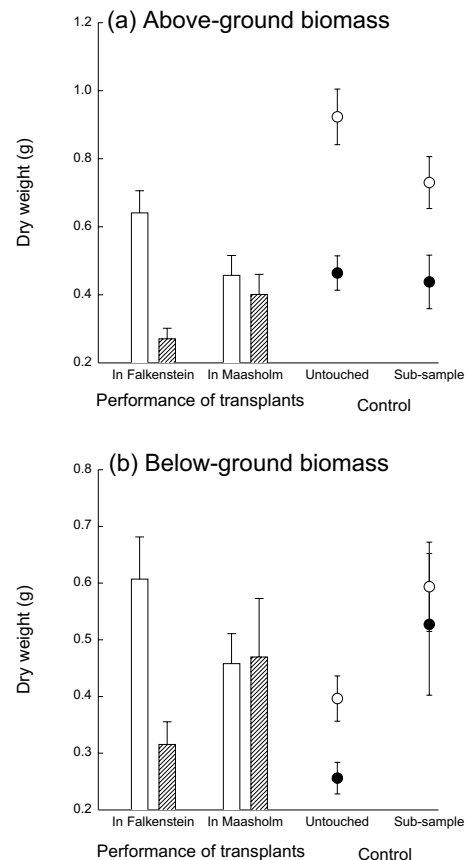 (a) Above-ground biomass
1.2
1.0
0.8
0.6
0.4
0.2
Dry weight (g)
In Falkenstein In Maasholm Untouched Sub-sample
Performance of transplants Control
(b) Below-ground biomass
0.8
0.7
0.6
0.5
0.4
0.3
0.2
Dry weight (g)
In Falkenstein In Maasholm Untouched Sub-sample
Performance of transplants Control